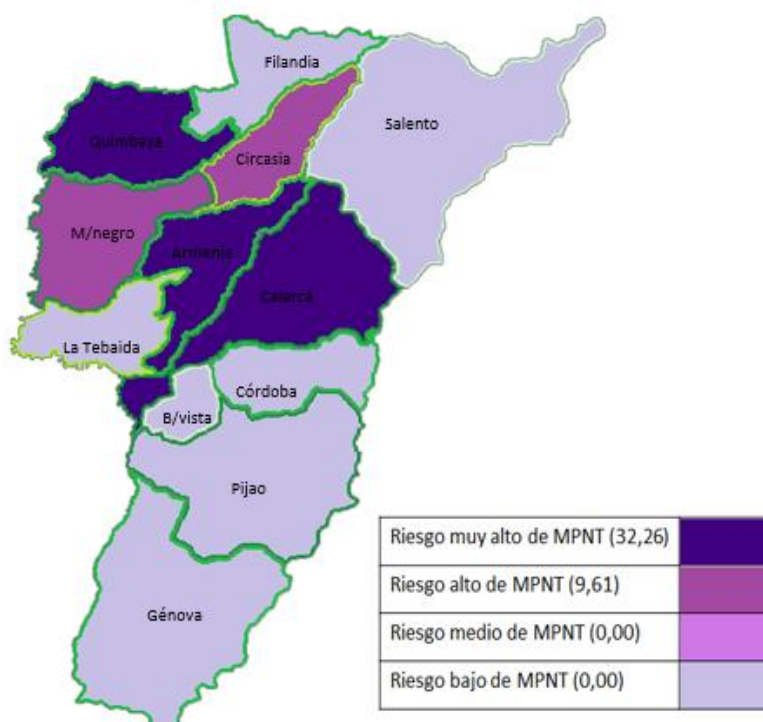 Filandia
Salento
Quimbaya
Circasia
M/negro
Armenia
Calarcá
La Tebaida
Córdoba
B/vista
Pijao
Génova
Riesgo muy alto de MPNT (32,26)
Riesgo alto de MPNT (9,61)
Riesgo medio de MPNT (0,00)
Riesgo bajo de MPNT (0,00)